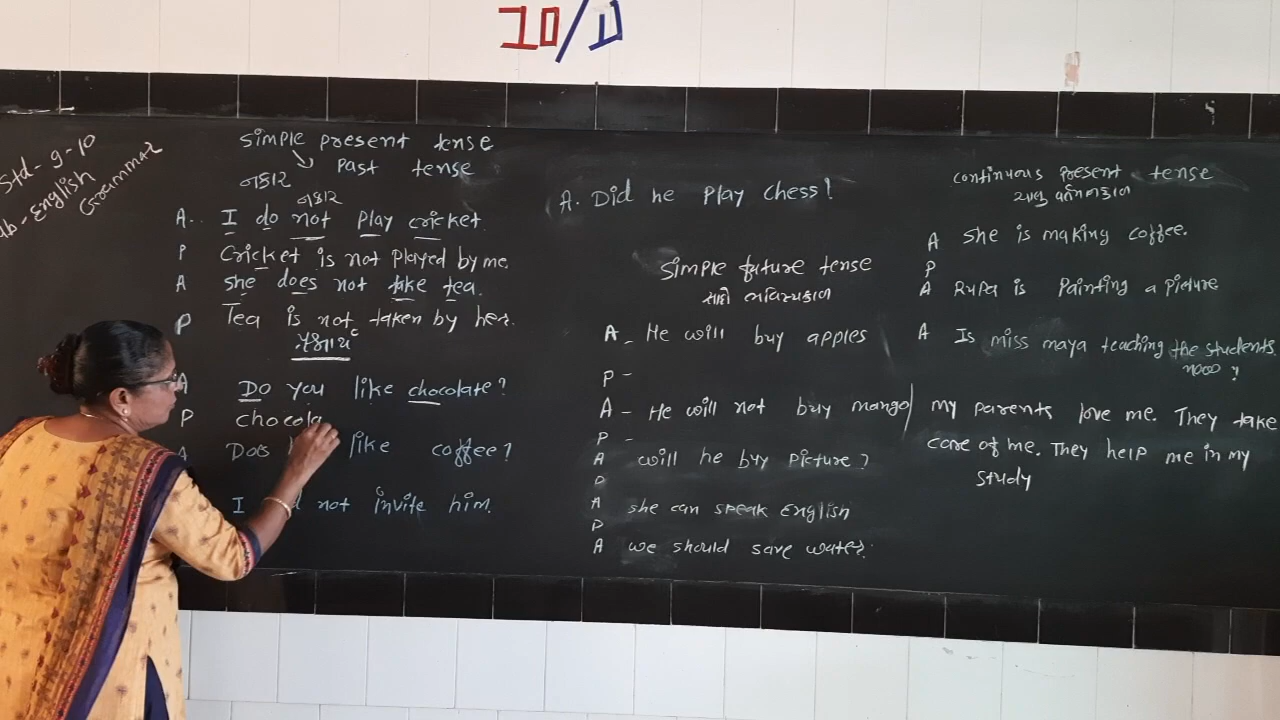 10/D
Std - 9-10
English
Grammar
Simple present tense
Past tense
નકાર
નકાર
A.. I do not play cricket.
P Cricket is not played by me.
A she does not take tea.
P Tea is not taken by her.
A Do you like chocolate?
P chocola
A Does like coffee?
I not invite him.
A. Did he play chess!
Simple future tense
સાદો ભવિષ્યકાળ
A - He will buy apples
P -
A - He will not buy mango
P -
A will he buy picture?
P
A she can speak English
P
A we should save water.
continuous present tense
ચાલુ વર્તમાનકાળ
A She is making coffee.
P
A Rupa is Painting a picture
A Is miss maya teaching the students
?
my parents love me. They take
care of me. They help me in my
study